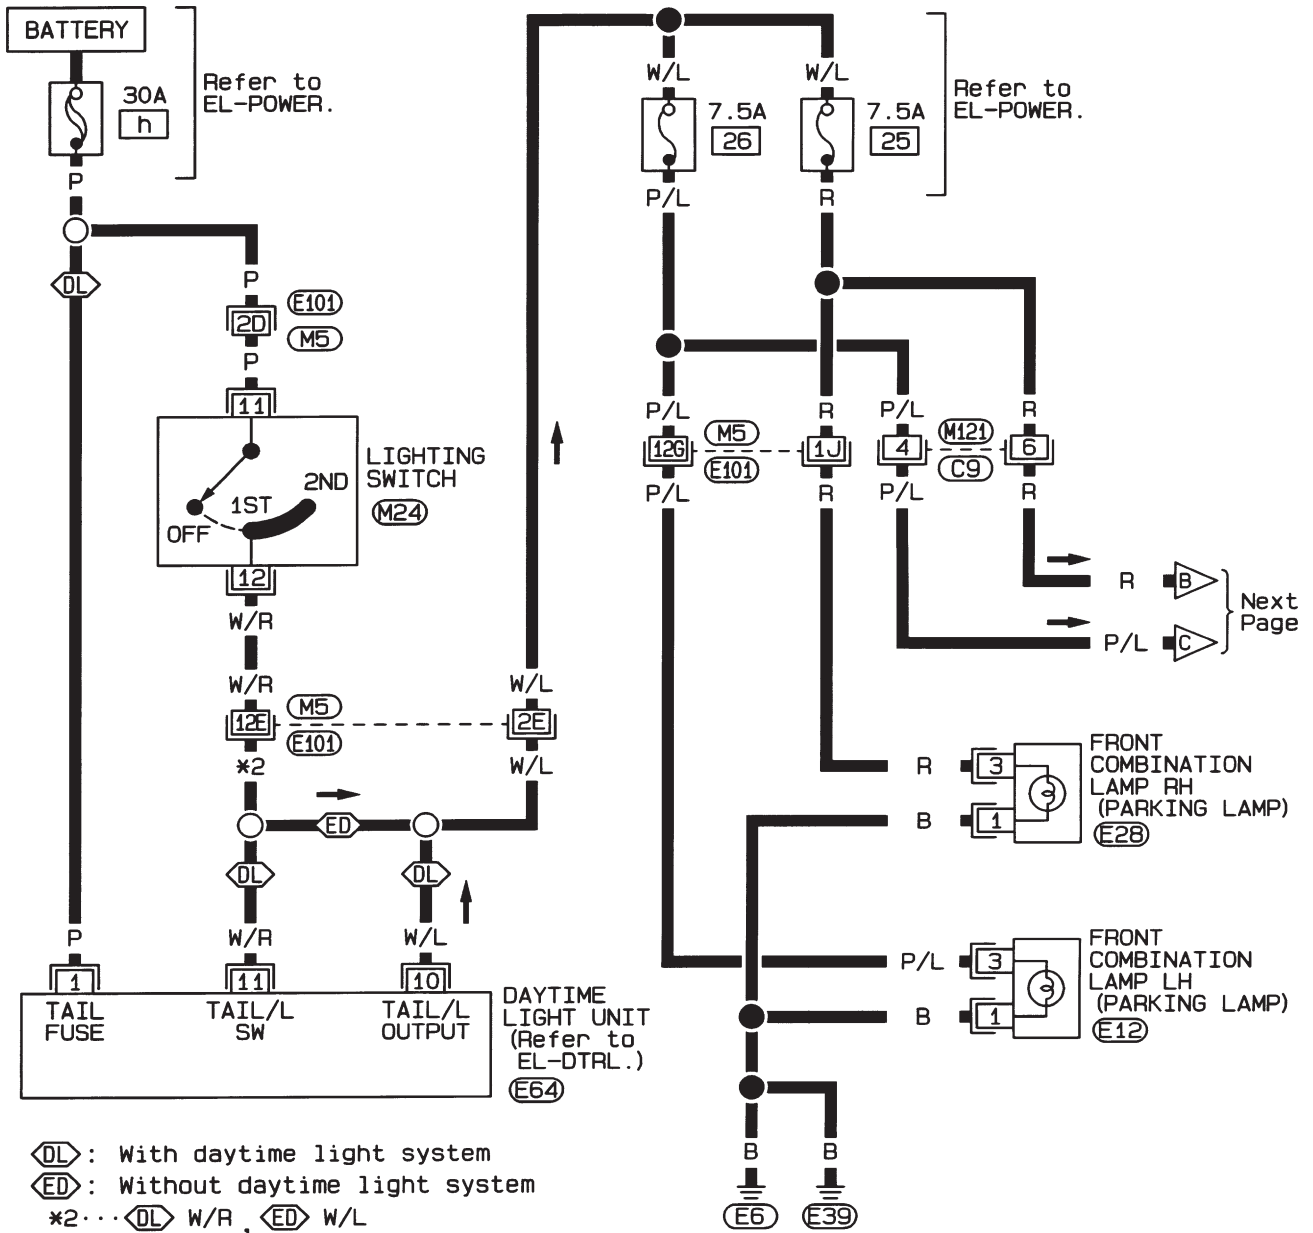 BATTERY
30A
h
Refer to
EL-POWER.
P
DL
P
2D
E101
M5
P
11
LIGHTING
SWITCH
M24
OFF
1ST
2ND
12
W/R
W/R
12E
M5
E101
2E
W/L
W/L
*2
ED
DL
DL
P
W/R
W/L
1
11
10
TAIL
FUSE
TAIL/L
SW
TAIL/L
OUTPUT
DAYTIME
LIGHT UNIT
(Refer to
EL-DTRL.)
E64
W/L
W/L
7.5A
26
7.5A
25
Refer to
EL-POWER.
P/L
R
P/L
R
P/L
R
12G
M5
E101
1J
4
M121
C9
6
P/L
R
P/L
R
R
B
P/L
C
Next
Page
R
3
B
1
FRONT
COMBINATION
LAMP RH
(PARKING LAMP)
E28
P/L
3
B
1
FRONT
COMBINATION
LAMP LH
(PARKING LAMP)
E12
B
B
E6
E39
DL : With daytime light system
ED : Without daytime light system
*2··· DL W/R , ED W/L